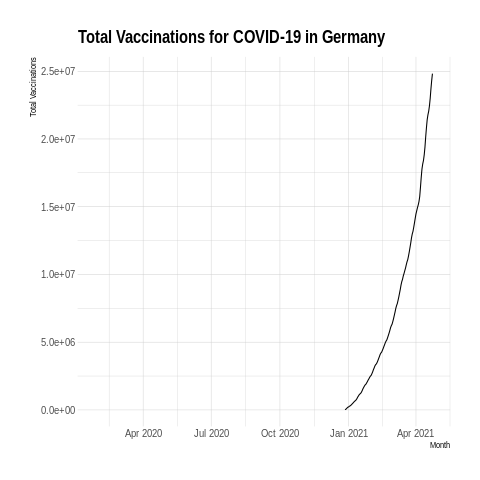 Total Vaccinations for COVID-19 in Germany
Total Vaccinations
2.5e+07
2.0e+07
1.5e+07
1.0e+07
5.0e+06
0.0e+00
Apr 2020 Jul 2020 Oct 2020 Jan 2021 Apr 2021
Month